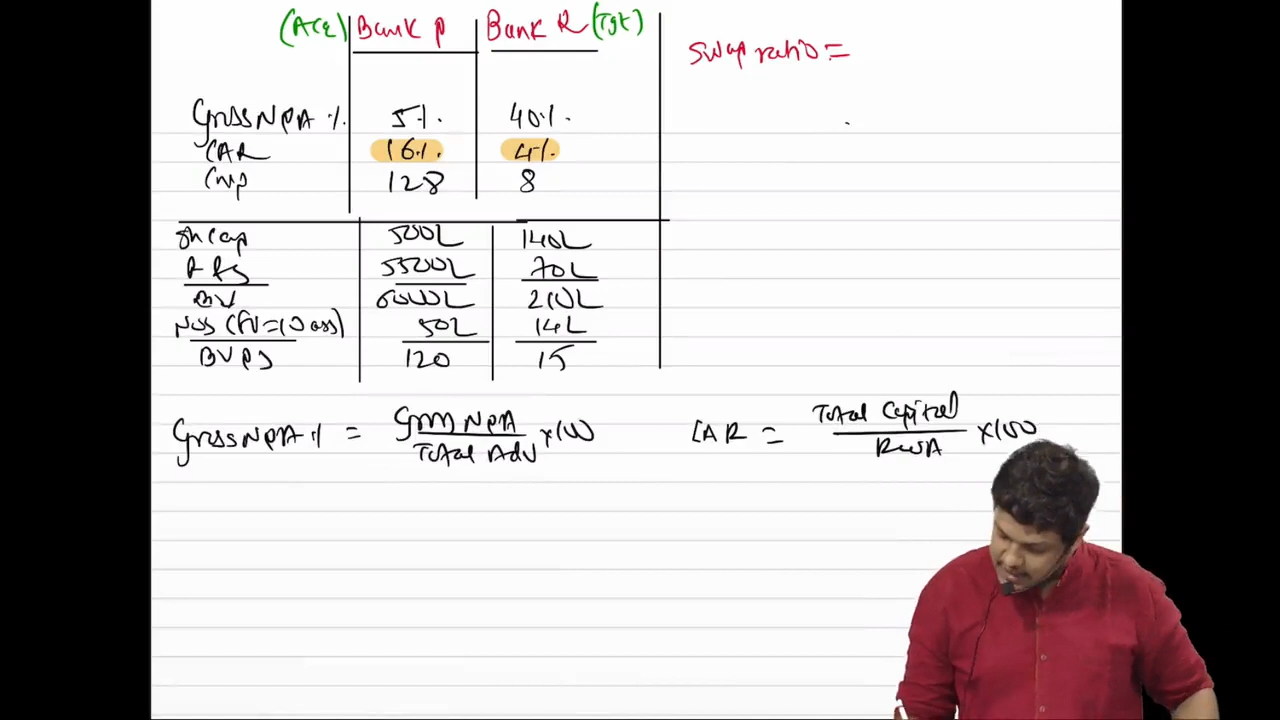 (Acq) Bank P Bank R (Tgt)
Swap ratio =
Gross NPA % 5% 40%
CAR 16% 4%
CMP 128 8
Sh cap 500L 140L
R & S 5500L 70L
BV 6000L 210L
NOS (FV=10 ass) 50L 14L
BVPS 120 15
Gross NPA % = Gross NPA / Total Adv × 100
CAR = Total Capital / RWA × 100